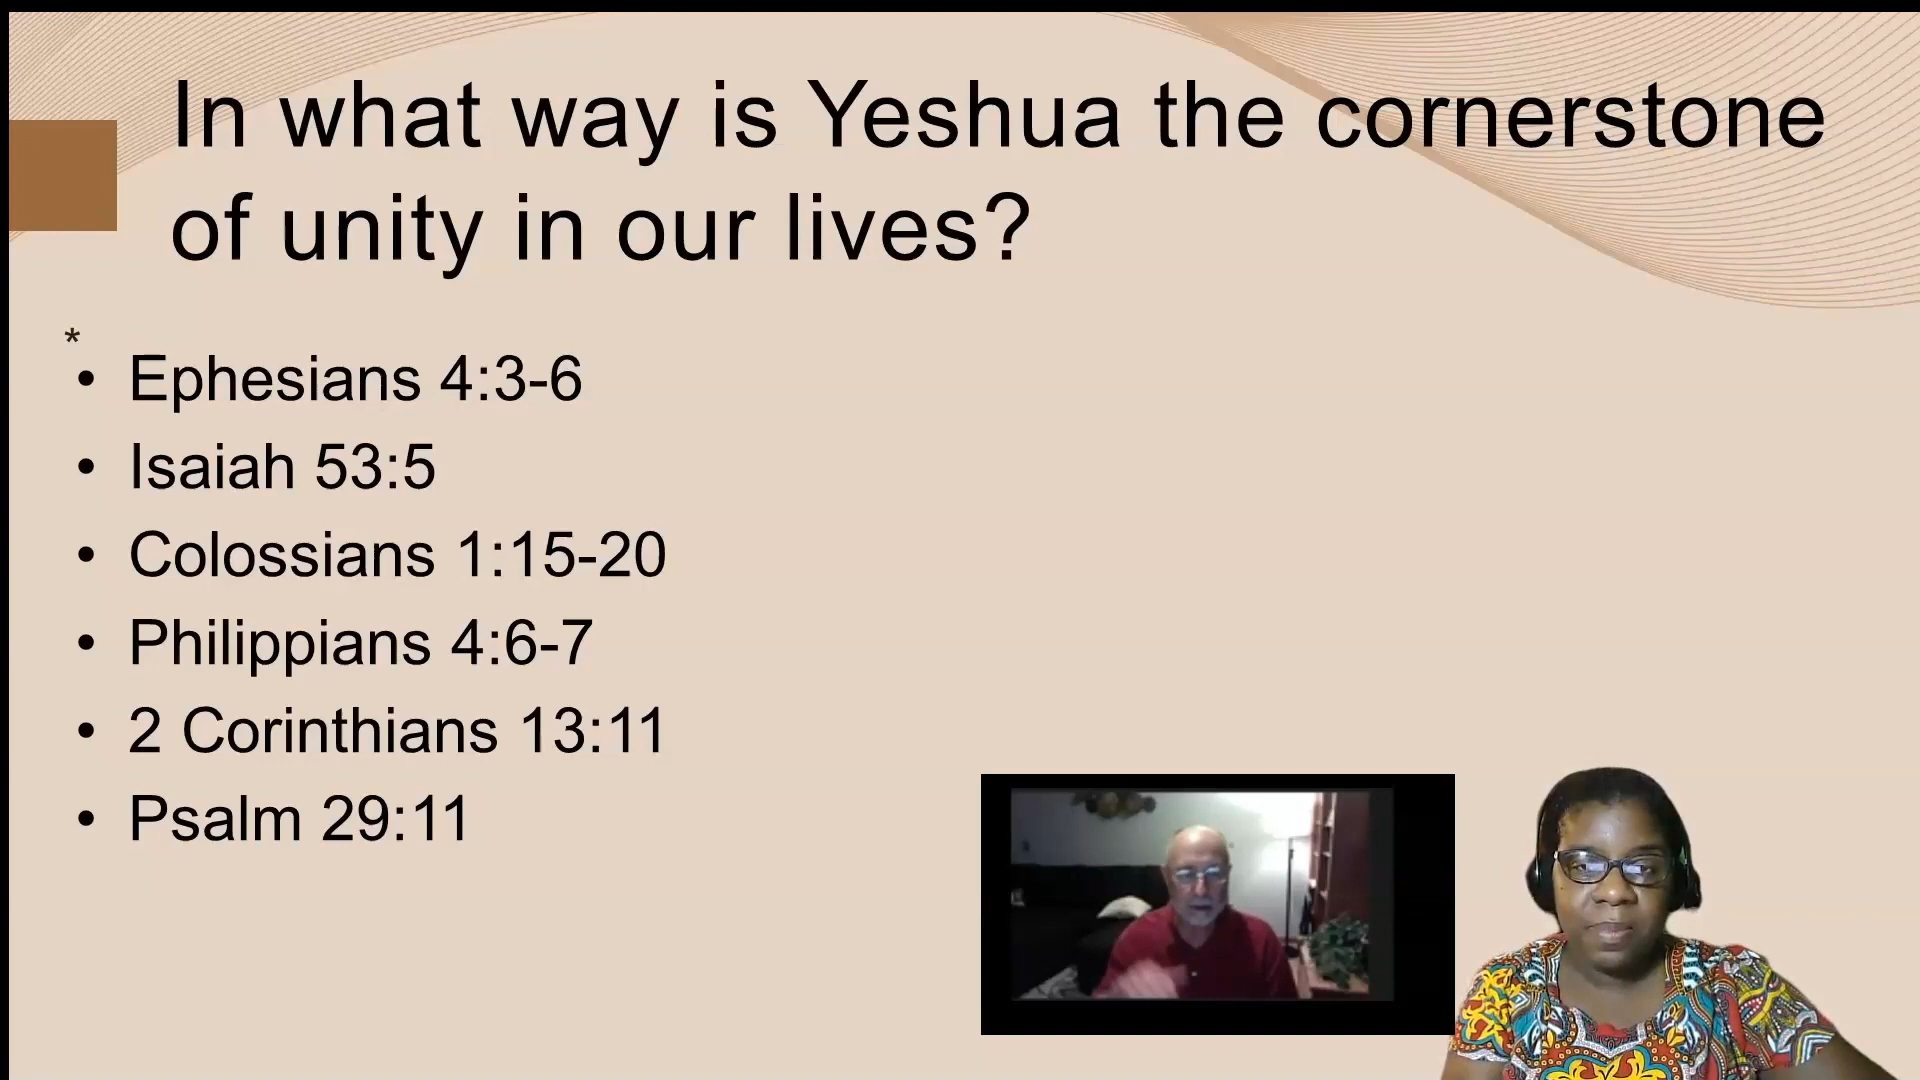 In what way is Yeshua the cornerstone
of unity in our lives?
*
• Ephesians 4:3-6
• Isaiah 53:5
• Colossians 1:15-20
• Philippians 4:6-7
• 2 Corinthians 13:11
• Psalm 29:11